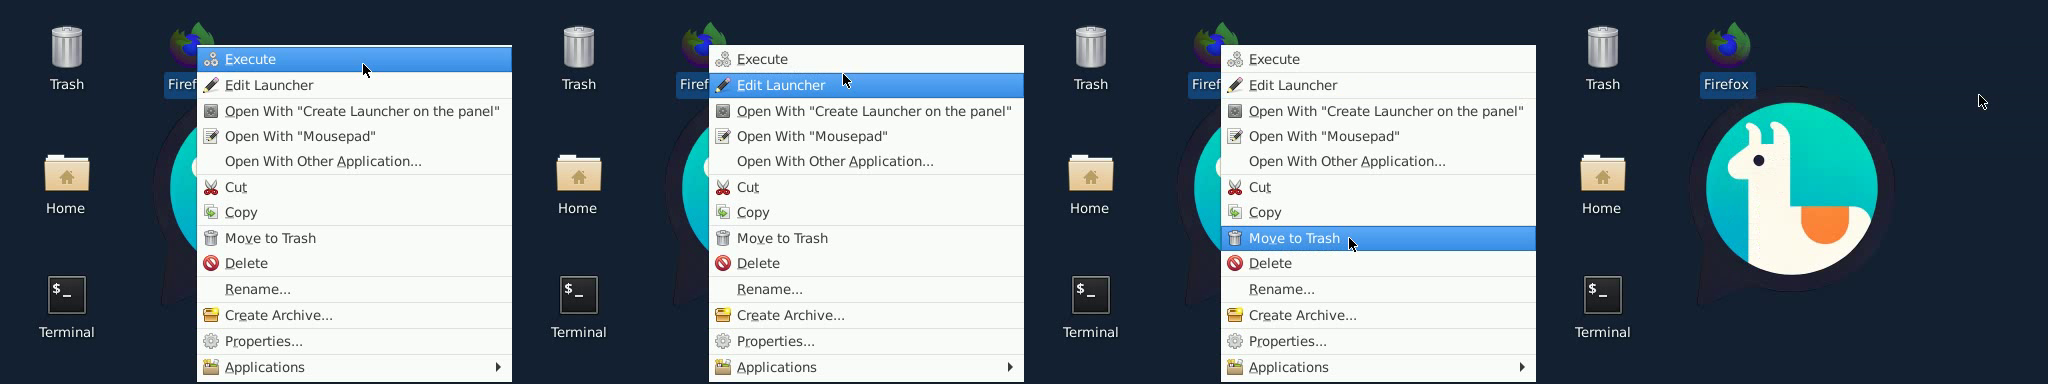 Trash
Firef
Home
Terminal
Execute
Edit Launcher
Open With "Create Launcher on the panel"
Open With "Mousepad"
Open With Other Application...
Cut
Copy
Move to Trash
Delete
Rename...
Create Archive...
Properties...
Applications
Trash
Firef
Home
Terminal
Execute
Edit Launcher
Open With "Create Launcher on the panel"
Open With "Mousepad"
Open With Other Application...
Cut
Copy
Move to Trash
Delete
Rename...
Create Archive...
Properties...
Applications
Trash
Firef
Home
Terminal
Execute
Edit Launcher
Open With "Create Launcher on the panel"
Open With "Mousepad"
Open With Other Application...
Cut
Copy
Move to Trash
Delete
Rename...
Create Archive...
Properties...
Applications
Trash
Firefox
Home
$_
Terminal